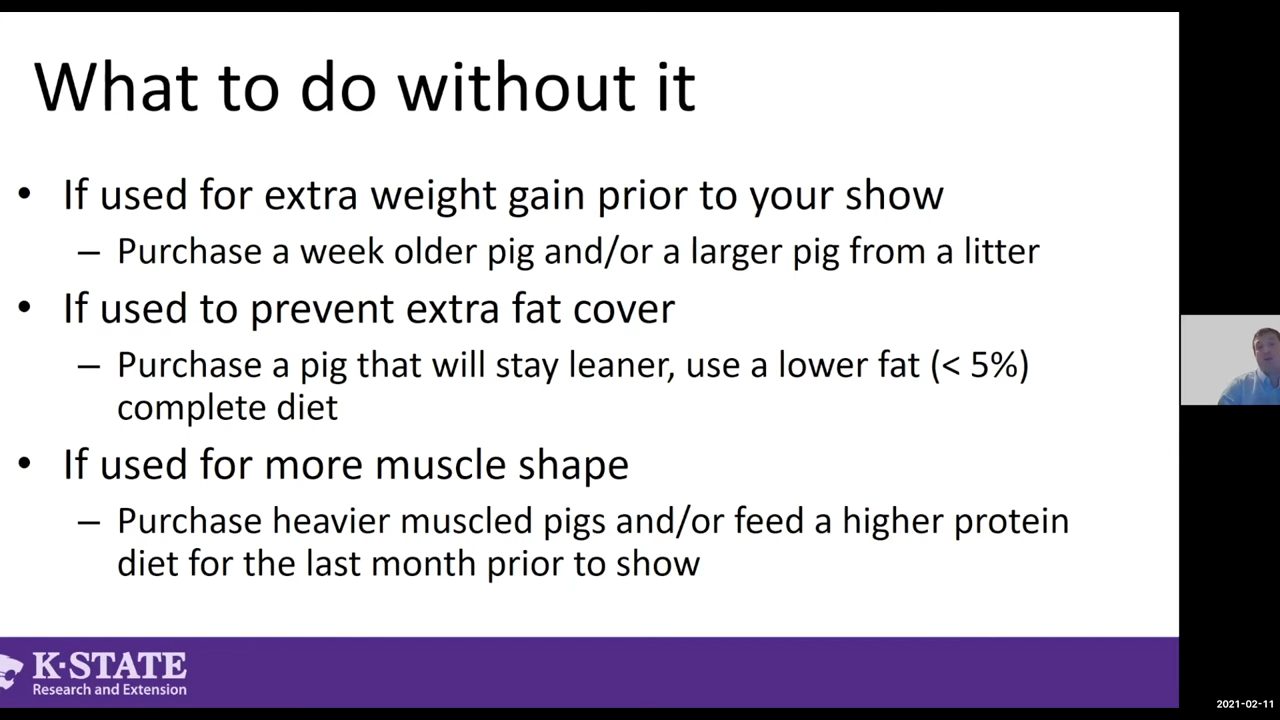 What to do without it
• If used for extra weight gain prior to your show
– Purchase a week older pig and/or a larger pig from a litter
• If used to prevent extra fat cover
– Purchase a pig that will stay leaner, use a lower fat (< 5%)
complete diet
• If used for more muscle shape
– Purchase heavier muscled pigs and/or feed a higher protein
diet for the last month prior to show
K-STATE
Research and Extension
2021-02-11